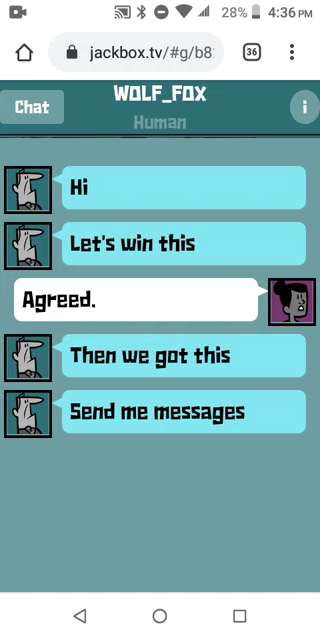 28% 4:36 PM
jackbox.tv/#g/b8
36
Chat
WOLF_FOX
i
Human
Hi
Let's win this
Agreed.
Then we got this
Send me messages